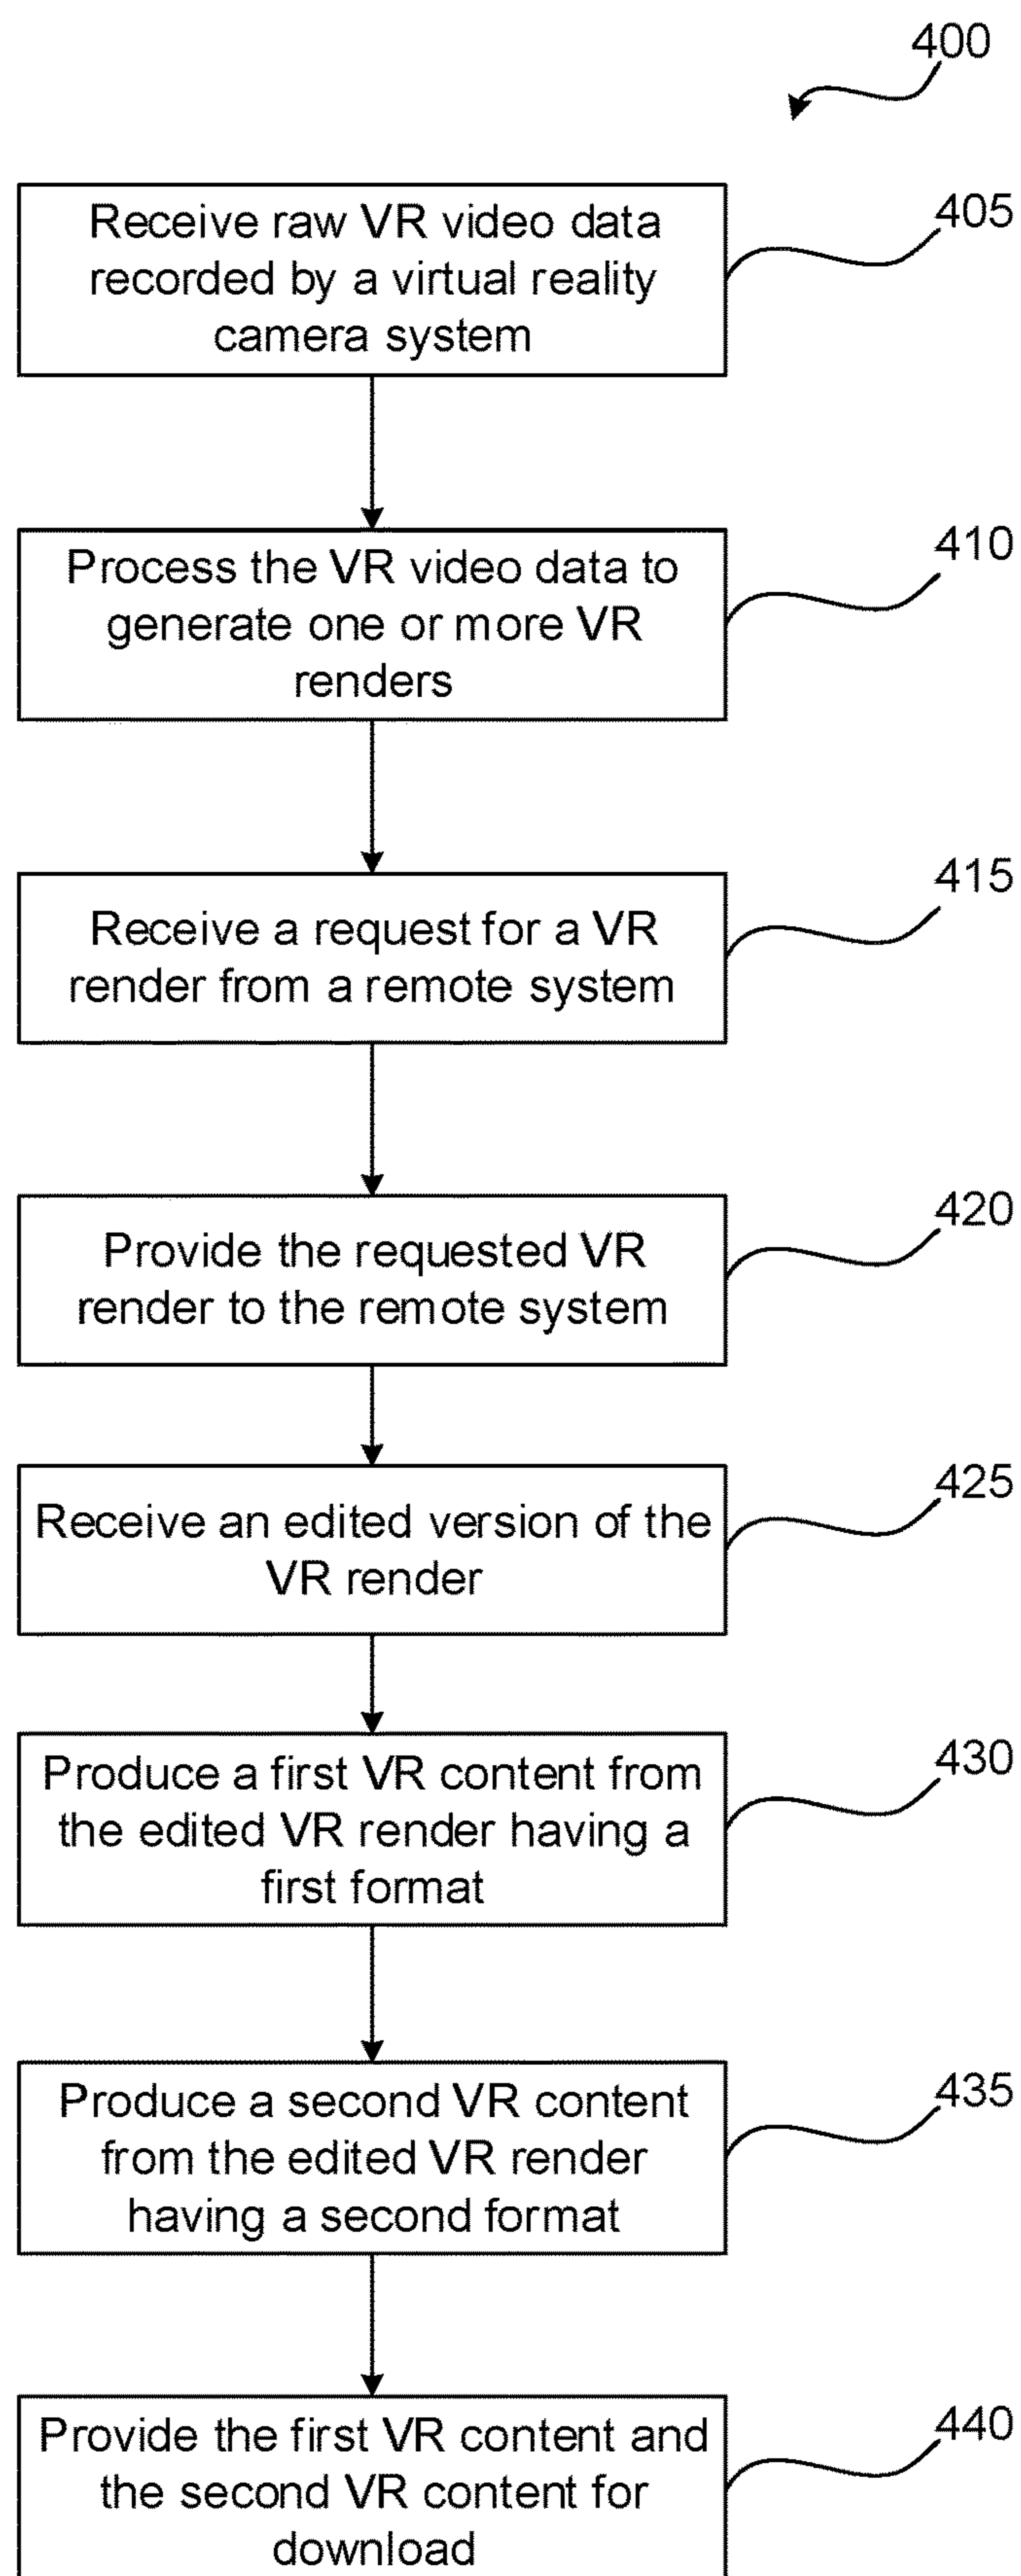 400
Receive raw VR video data
recorded by a virtual reality
camera system
405
Process the VR video data to
generate one or more VR
renders
410
Receive a request for a VR
render from a remote system
415
Provide the requested VR
render to the remote system
420
Receive an edited version of the
VR render
425
Produce a first VR content from
the edited VR render having a
first format
430
Produce a second VR content
from the edited VR render
having a second format
435
Provide the first VR content and
the second VR content for
download
440